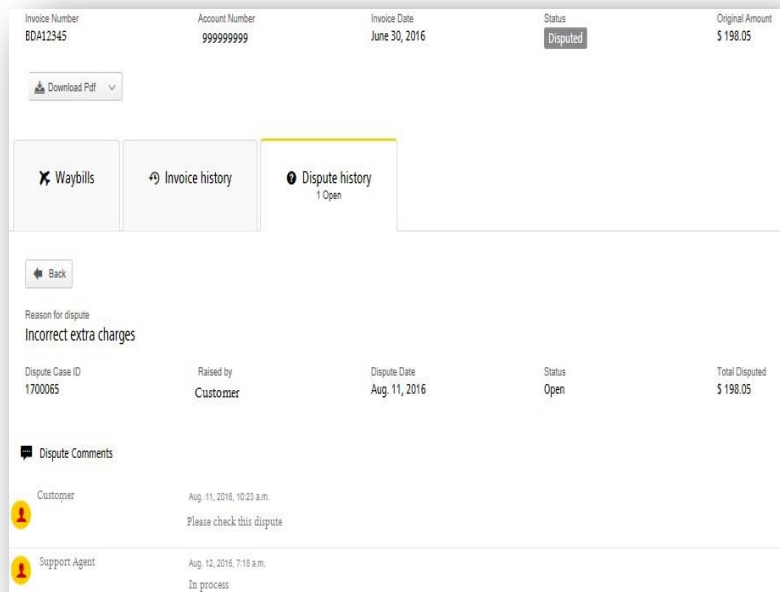 Invoice Number Account Number Invoice Date Status Original Amount
BDA12345 999999999 June 30, 2016 Disputed $ 198.05
Download Pdf
Waybills Invoice history Dispute history
1 Open
Back
Reason for dispute
Incorrect extra charges
Dispute Case ID Raised by Dispute Date Status Total Disputed
1700065 Customer Aug. 11, 2016 Open $ 198.05
Dispute Comments
Customer Aug. 11, 2016, 10:23 a.m.
Please check this dispute
Support Agent Aug. 12, 2016, 7:18 a.m.
In process